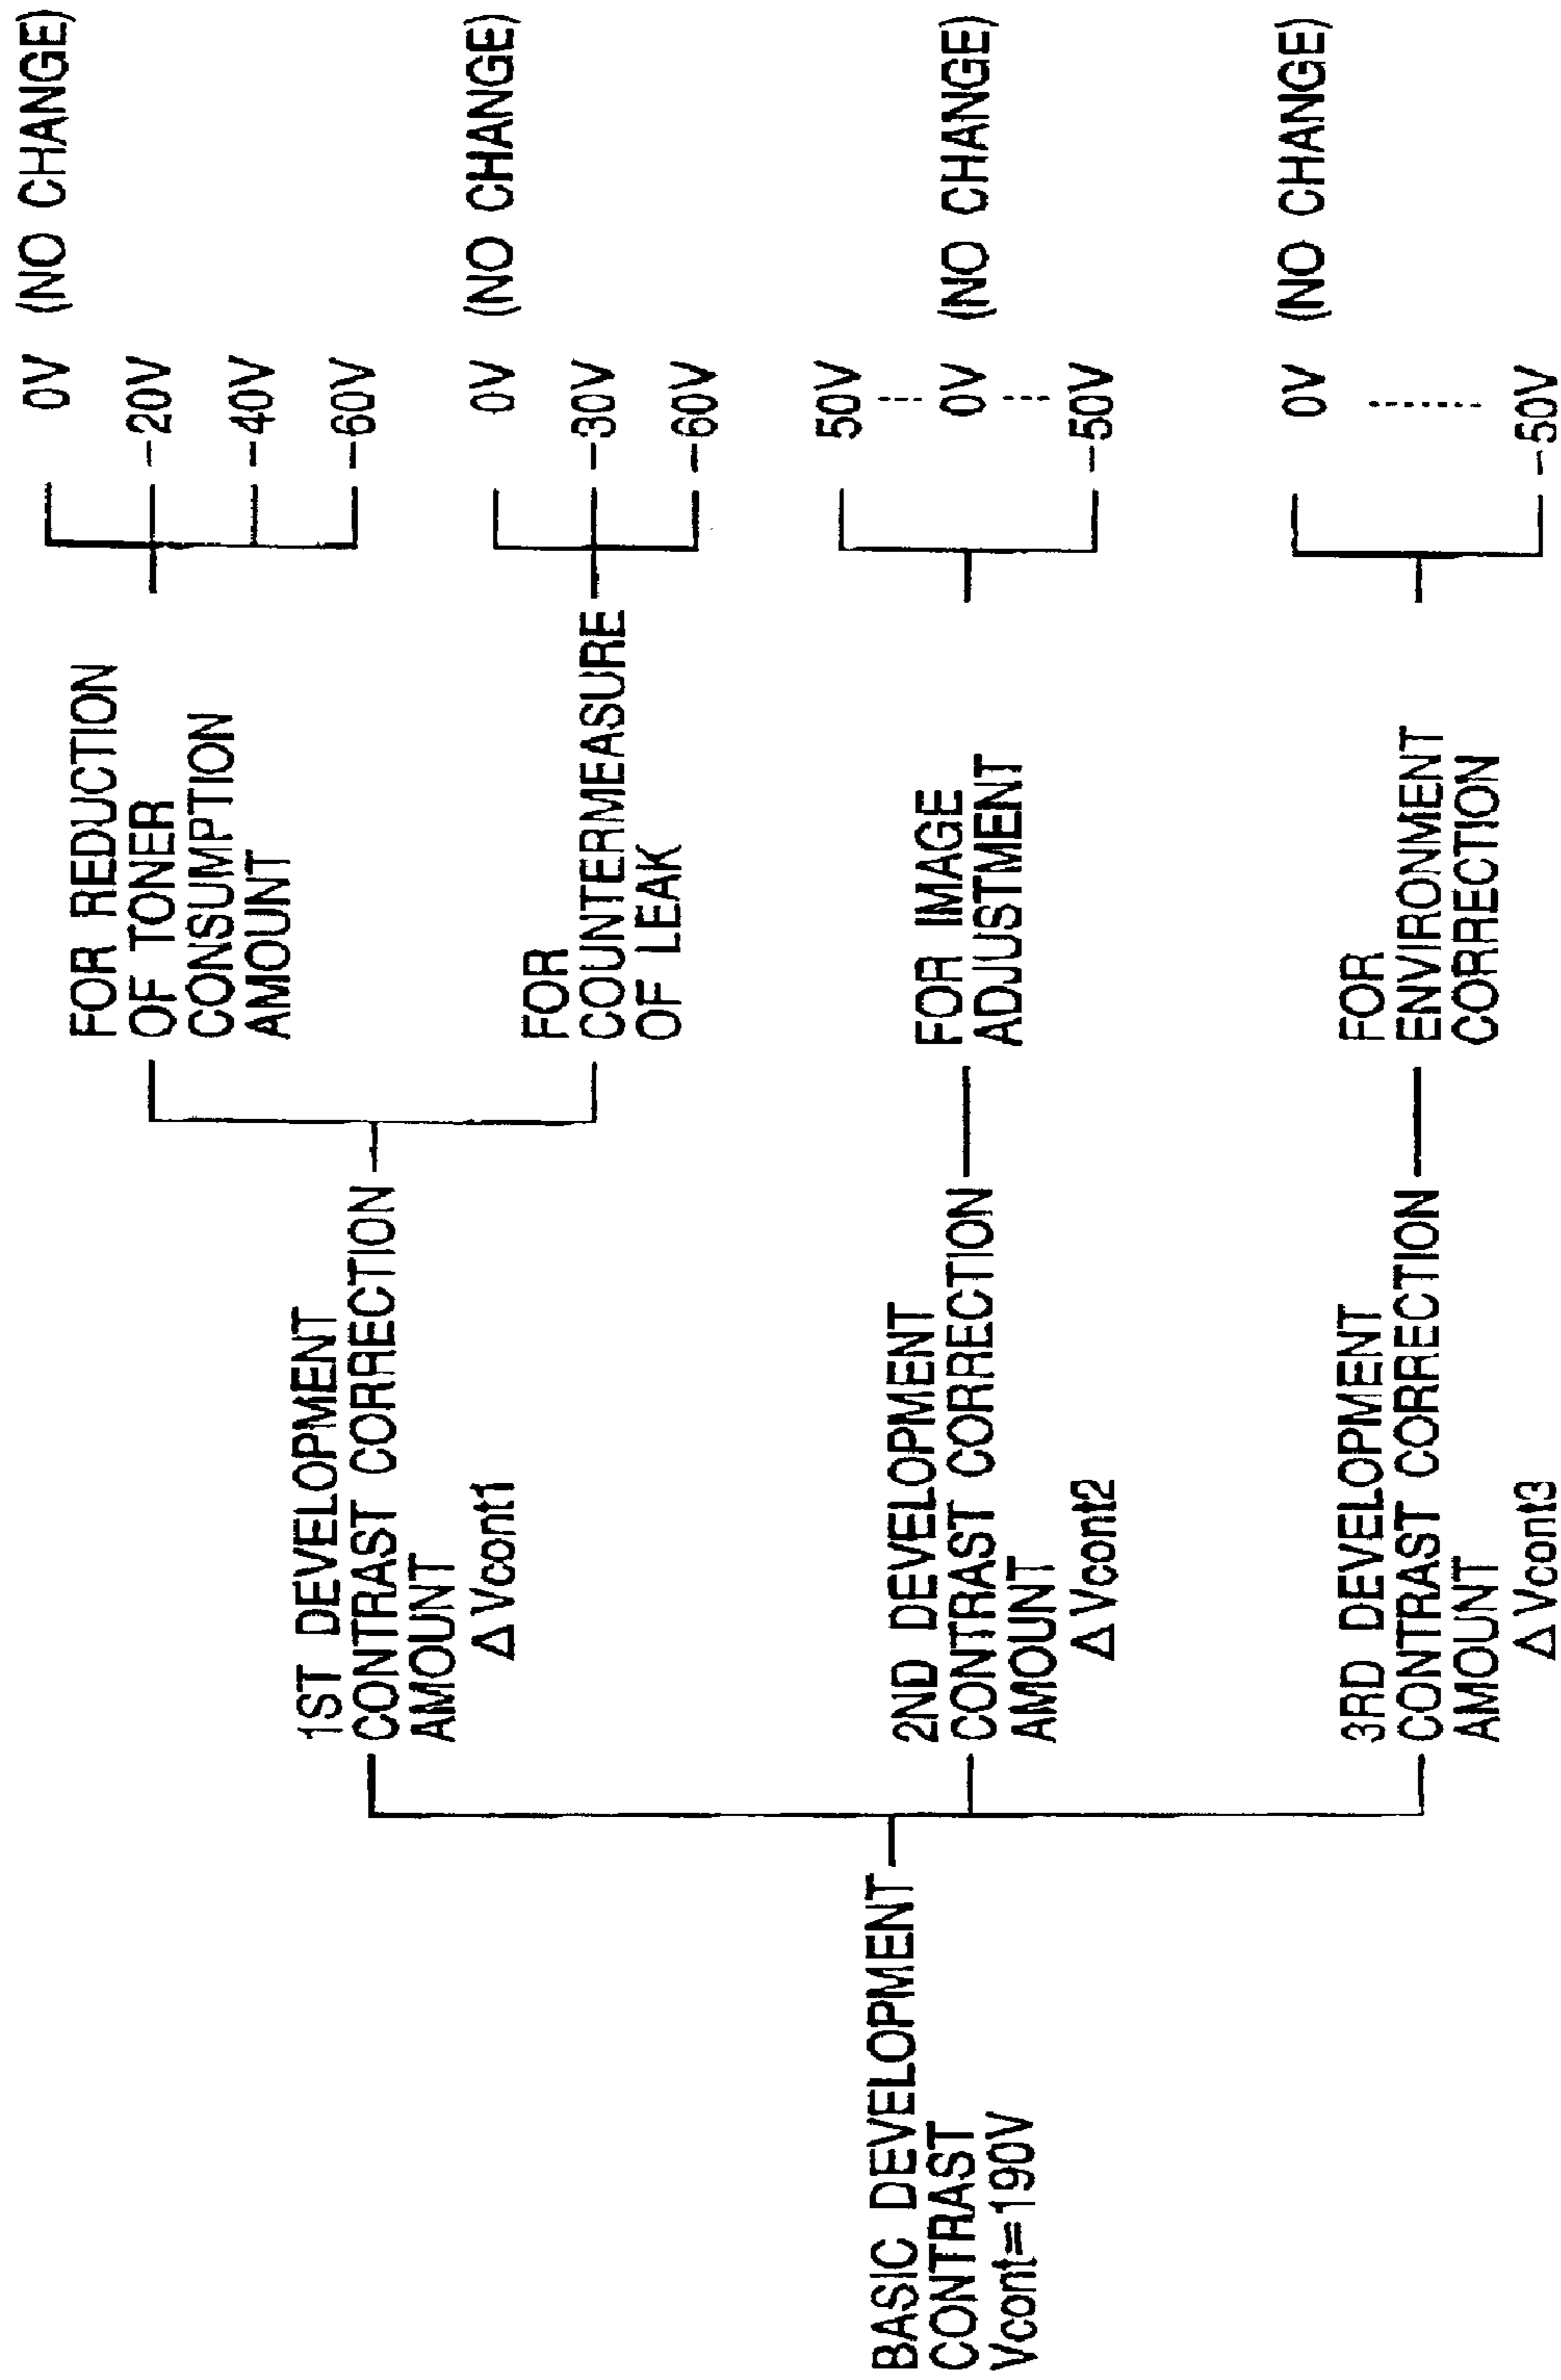 BASIC DEVELOPMENT
CONTRAST
Vcont=190V
1ST DEVELOPMENT
CONTRAST CORRECTION
AMOUNT
ΔVcont1
FOR REDUCTION
OF TONER
CONSUMPTION
AMOUNT
0V (NO CHANGE)
-20V
-40V
-60V
FOR
COUNTERMEASURE
OF LEAK
0V (NO CHANGE)
-30V
-60V
2ND DEVELOPMENT
CONTRAST CORRECTION
AMOUNT
ΔVcont2
FOR IMAGE
ADJUSTMENT
50V
0V (NO CHANGE)
-50V
3RD DEVELOPMENT
CONTRAST CORRECTION
AMOUNT
ΔVcont3
FOR
ENVIRONMENT
CORRECTION
0V (NO CHANGE)
-50V